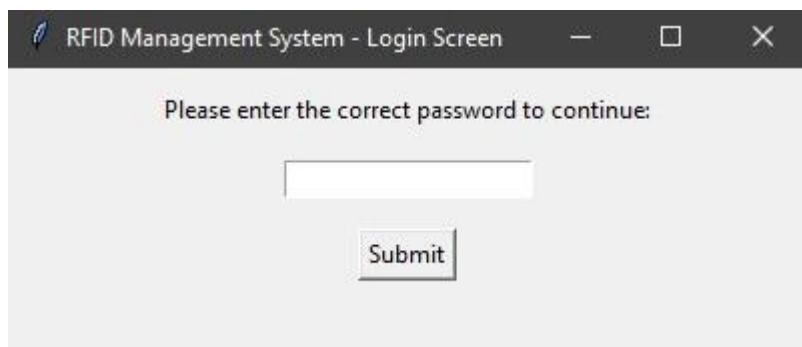 RFID Management System - Login Screen
Please enter the correct password to continue:
Submit